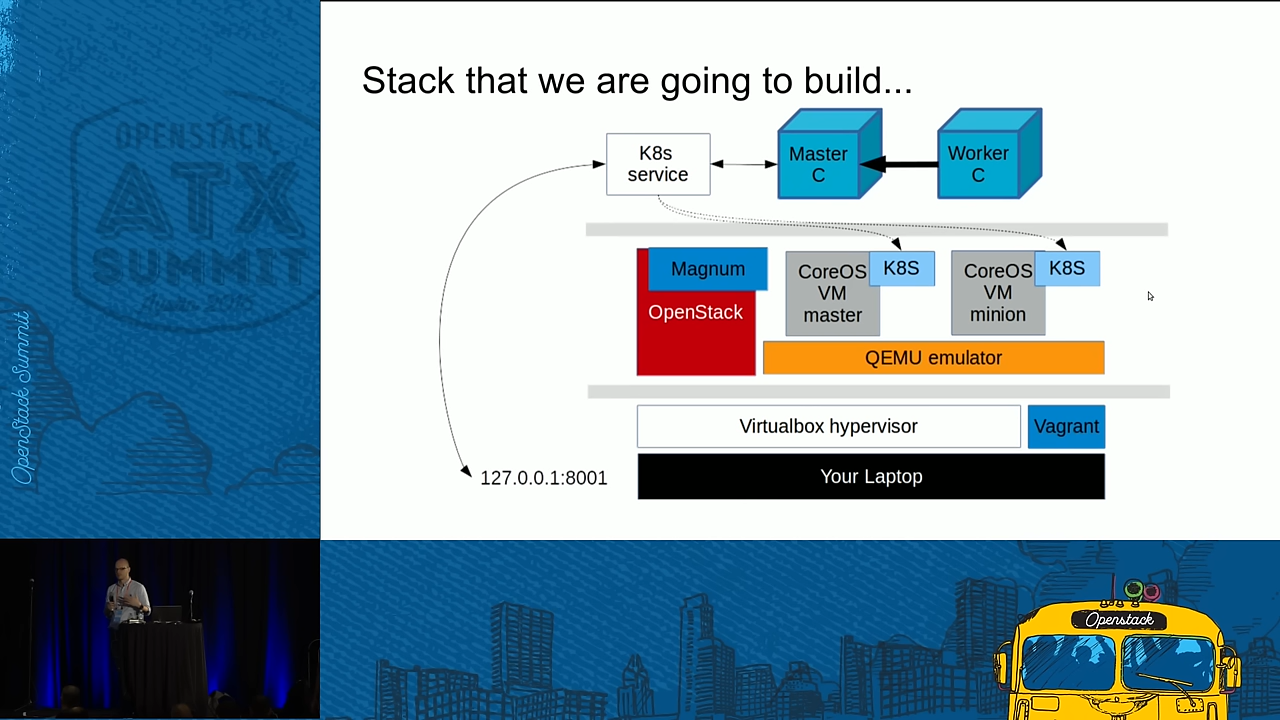 Stack that we are going to build...
K8s
service
Master
C
Worker
C
Magnum
OpenStack
CoreOS
VM
master
K8S
CoreOS
VM
minion
K8S
QEMU emulator
Virtualbox hypervisor
Vagrant
Your Laptop
127.0.0.1:8001
OPENSTACK
ATX
SUMMIT
OpenStack Summit
Openstack